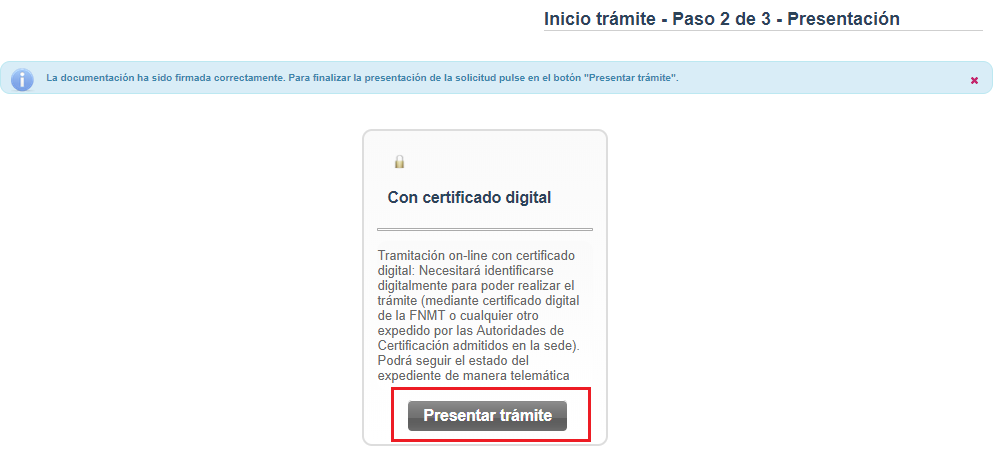 Inicio trámite - Paso 2 de 3 - Presentación
La documentación ha sido firmada correctamente. Para finalizar la presentación de la solicitud pulse en el botón "Presentar trámite".
Con certificado digital
Tramitación on-line con certificado
digital: Necesitará identificarse
digitalmente para poder realizar el
trámite (mediante certificado digital
de la FNMT o cualquier otro
expedido por las Autoridades de
Certificación admitidos en la sede).
Podrá seguir el estado del
expediente de manera telemática
Presentar trámite